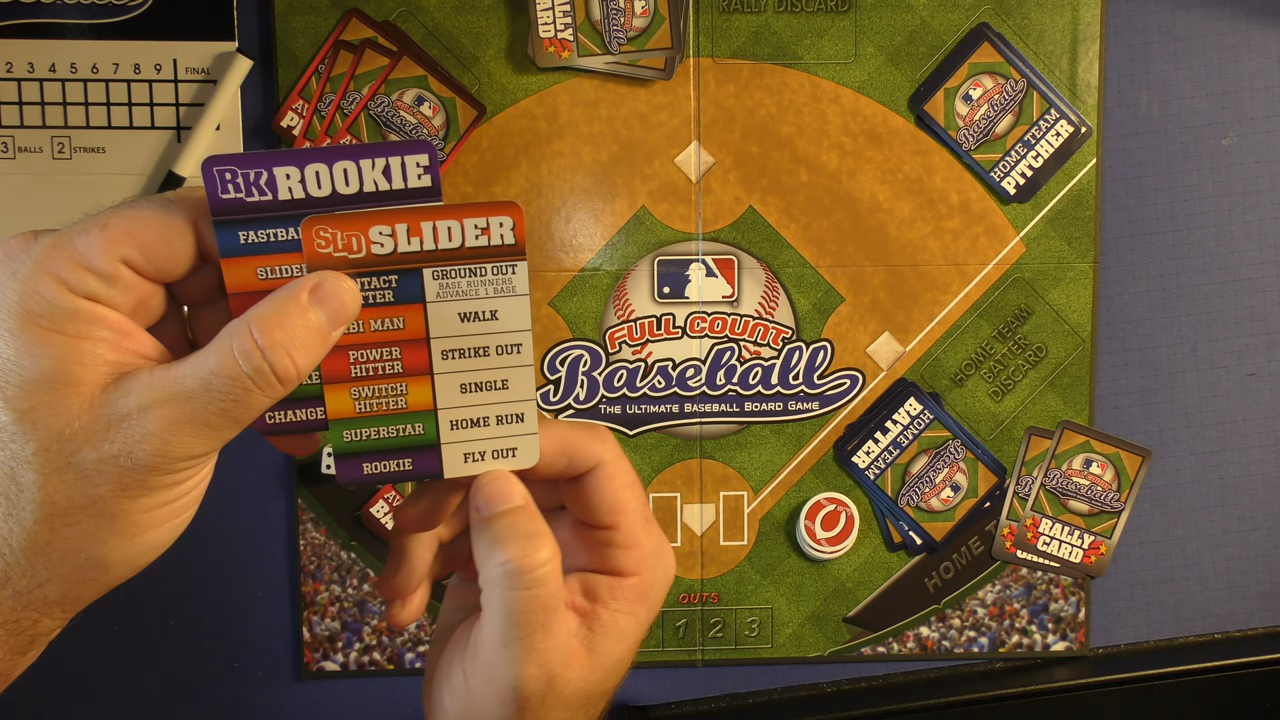 RALLY DISCARD
RALLY
CARD
2 3 4 5 6 7 8 9 FINAL
3 BALLS 2 STRIKES
HOME TEAM
PITCHER
RK ROOKIE
SLD SLIDER
CONTACT
GROUND OUT
BASE RUNNERS
ADVANCE 1 BASE
RBI MAN
WALK
POWER
HITTER
STRIKE OUT
SWITCH
HITTER
SINGLE
SUPERSTAR
HOME RUN
ROOKIE
FLY OUT
CHANGE
FULL COUNT
Baseball
THE ULTIMATE BASEBALL BOARD GAME
HOME TEAM
BATTER
DISCARD
HOME TEAM
BATTER
RALLY
CARD
HOME T
OUTS
1 2 3